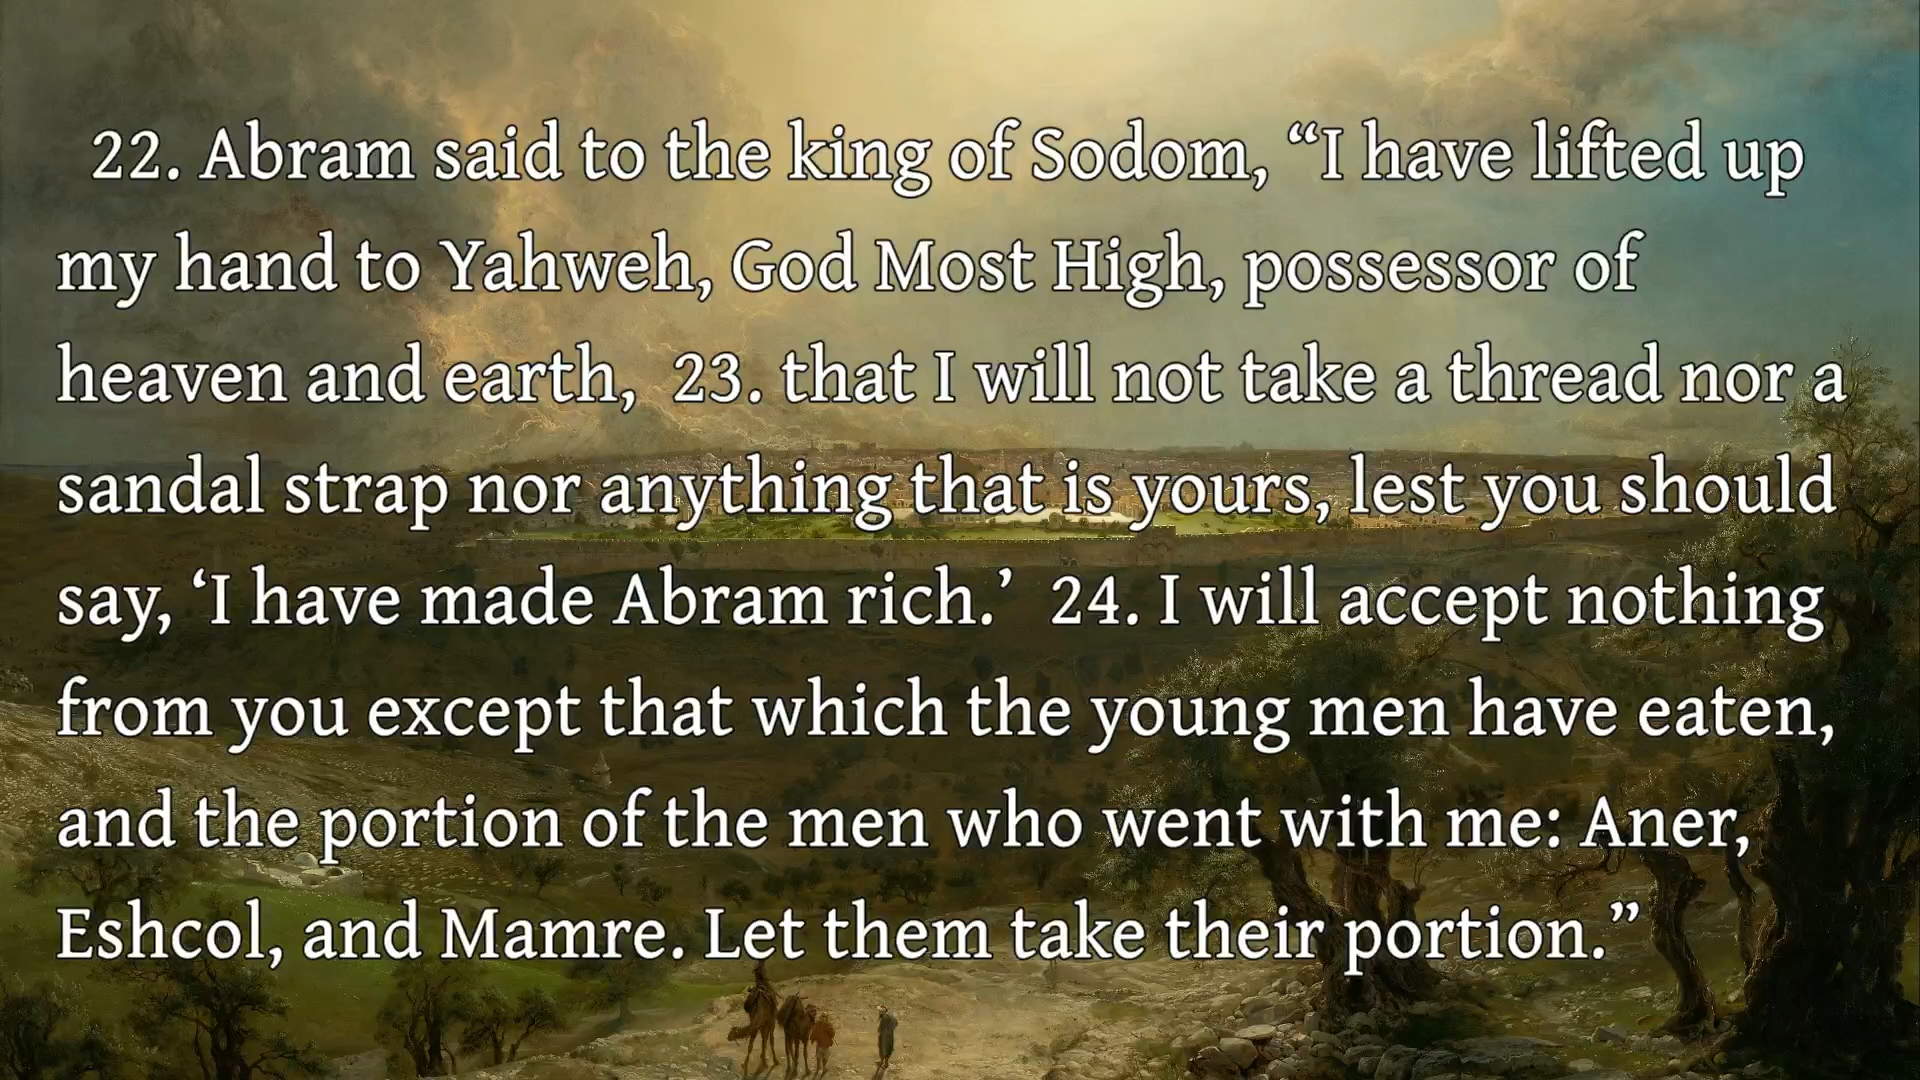 22. Abram said to the king of Sodom, “I have lifted up
my hand to Yahweh, God Most High, possessor of
heaven and earth,  23. that I will not take a thread nor a
sandal strap nor anything that is yours, lest you should
say, ‘I have made Abram rich.’  24. I will accept nothing
from you except that which the young men have eaten,
and the portion of the men who went with me: Aner,
Eshcol, and Mamre. Let them take their portion.”